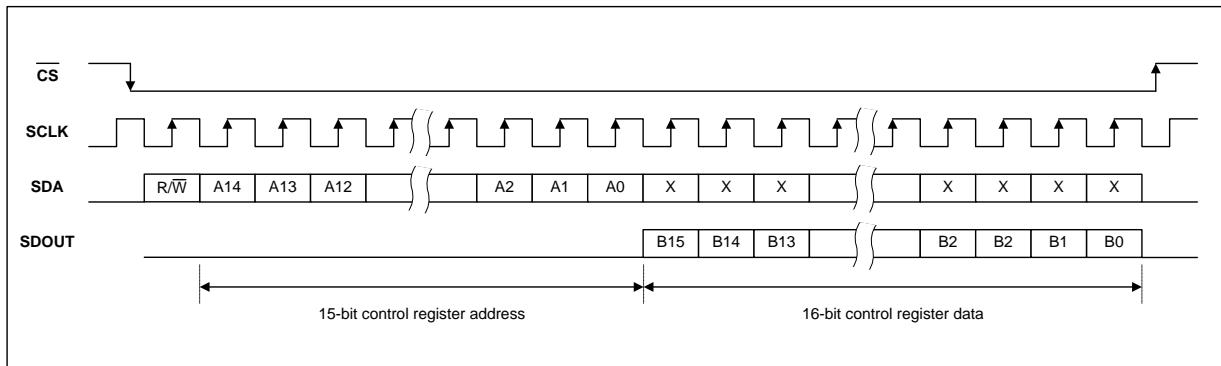 CS
SCLK
SDA R/W A14 A13 A12 A2 A1 A0 X X X X X X X
SDOUT B15 B14 B13 B2 B2 B1 B0
15-bit control register address 16-bit control register data